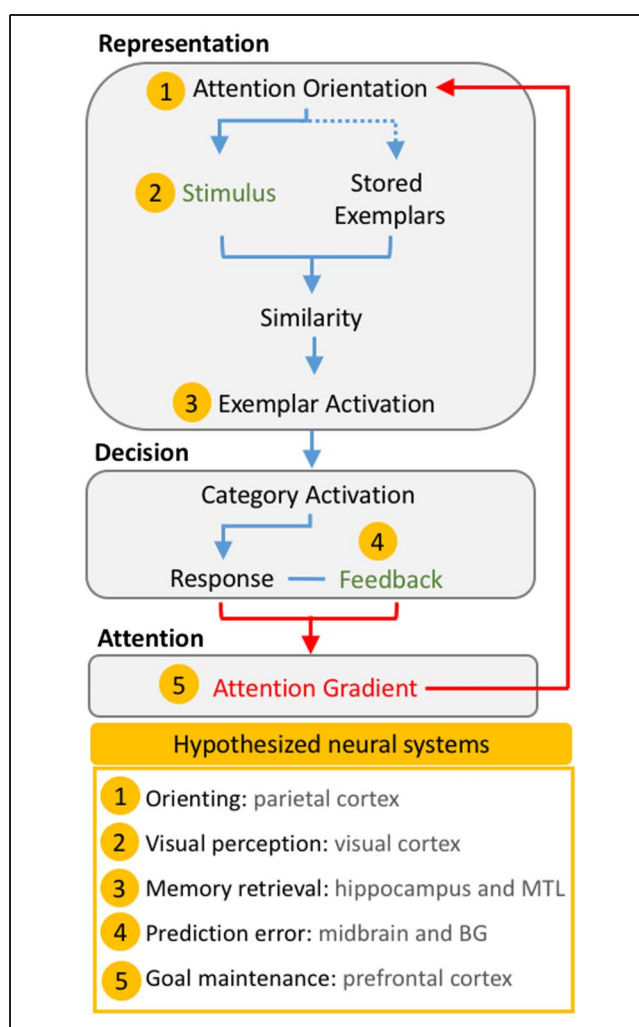 Representation
1 Attention Orientation
2 Stimulus
Stored
Exemplars
Similarity
3 Exemplar Activation
Decision
Category Activation
4
Response
Feedback
Attention
5 Attention Gradient
Hypothesized neural systems
1 Orienting: parietal cortex
2 Visual perception: visual cortex
3 Memory retrieval: hippocampus and MTL
4 Prediction error: midbrain and BG
5 Goal maintenance: prefrontal cortex